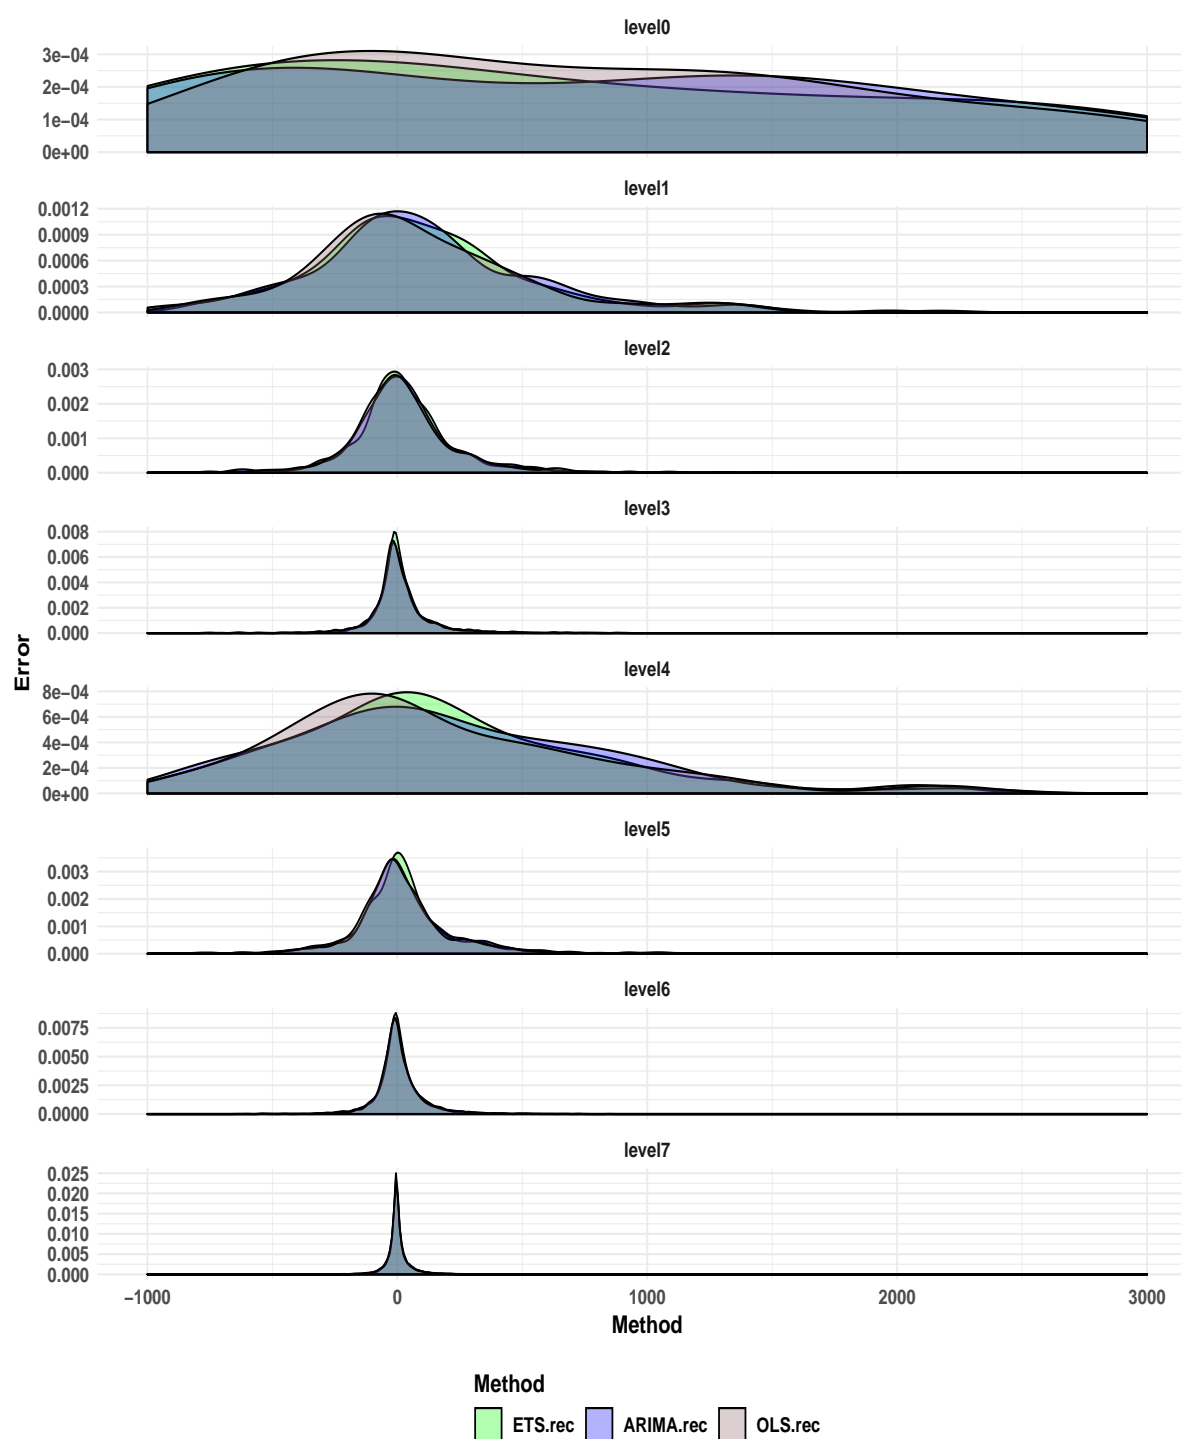 level0
3e−04
2e−04
1e−04
0e+00
level1
0.0012
0.0009
0.0006
0.0003
0.0000
level2
0.003
0.002
0.001
0.000
level3
0.008
0.006
0.004
0.002
0.000
Error
level4
8e−04
6e−04
4e−04
2e−04
0e+00
level5
0.003
0.002
0.001
0.000
level6
0.0075
0.0050
0.0025
0.0000
level7
0.025
0.020
0.015
0.010
0.005
0.000
−1000 0 1000 2000 3000
Method
Method
ETS.rec ARIMA.rec OLS.rec